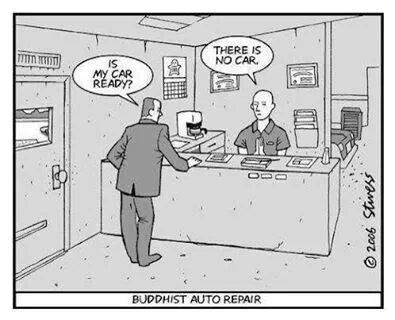 IS
MY CAR
READY?
THERE IS
NO CAR.
© 2006 Stivers
BUDDHIST AUTO REPAIR